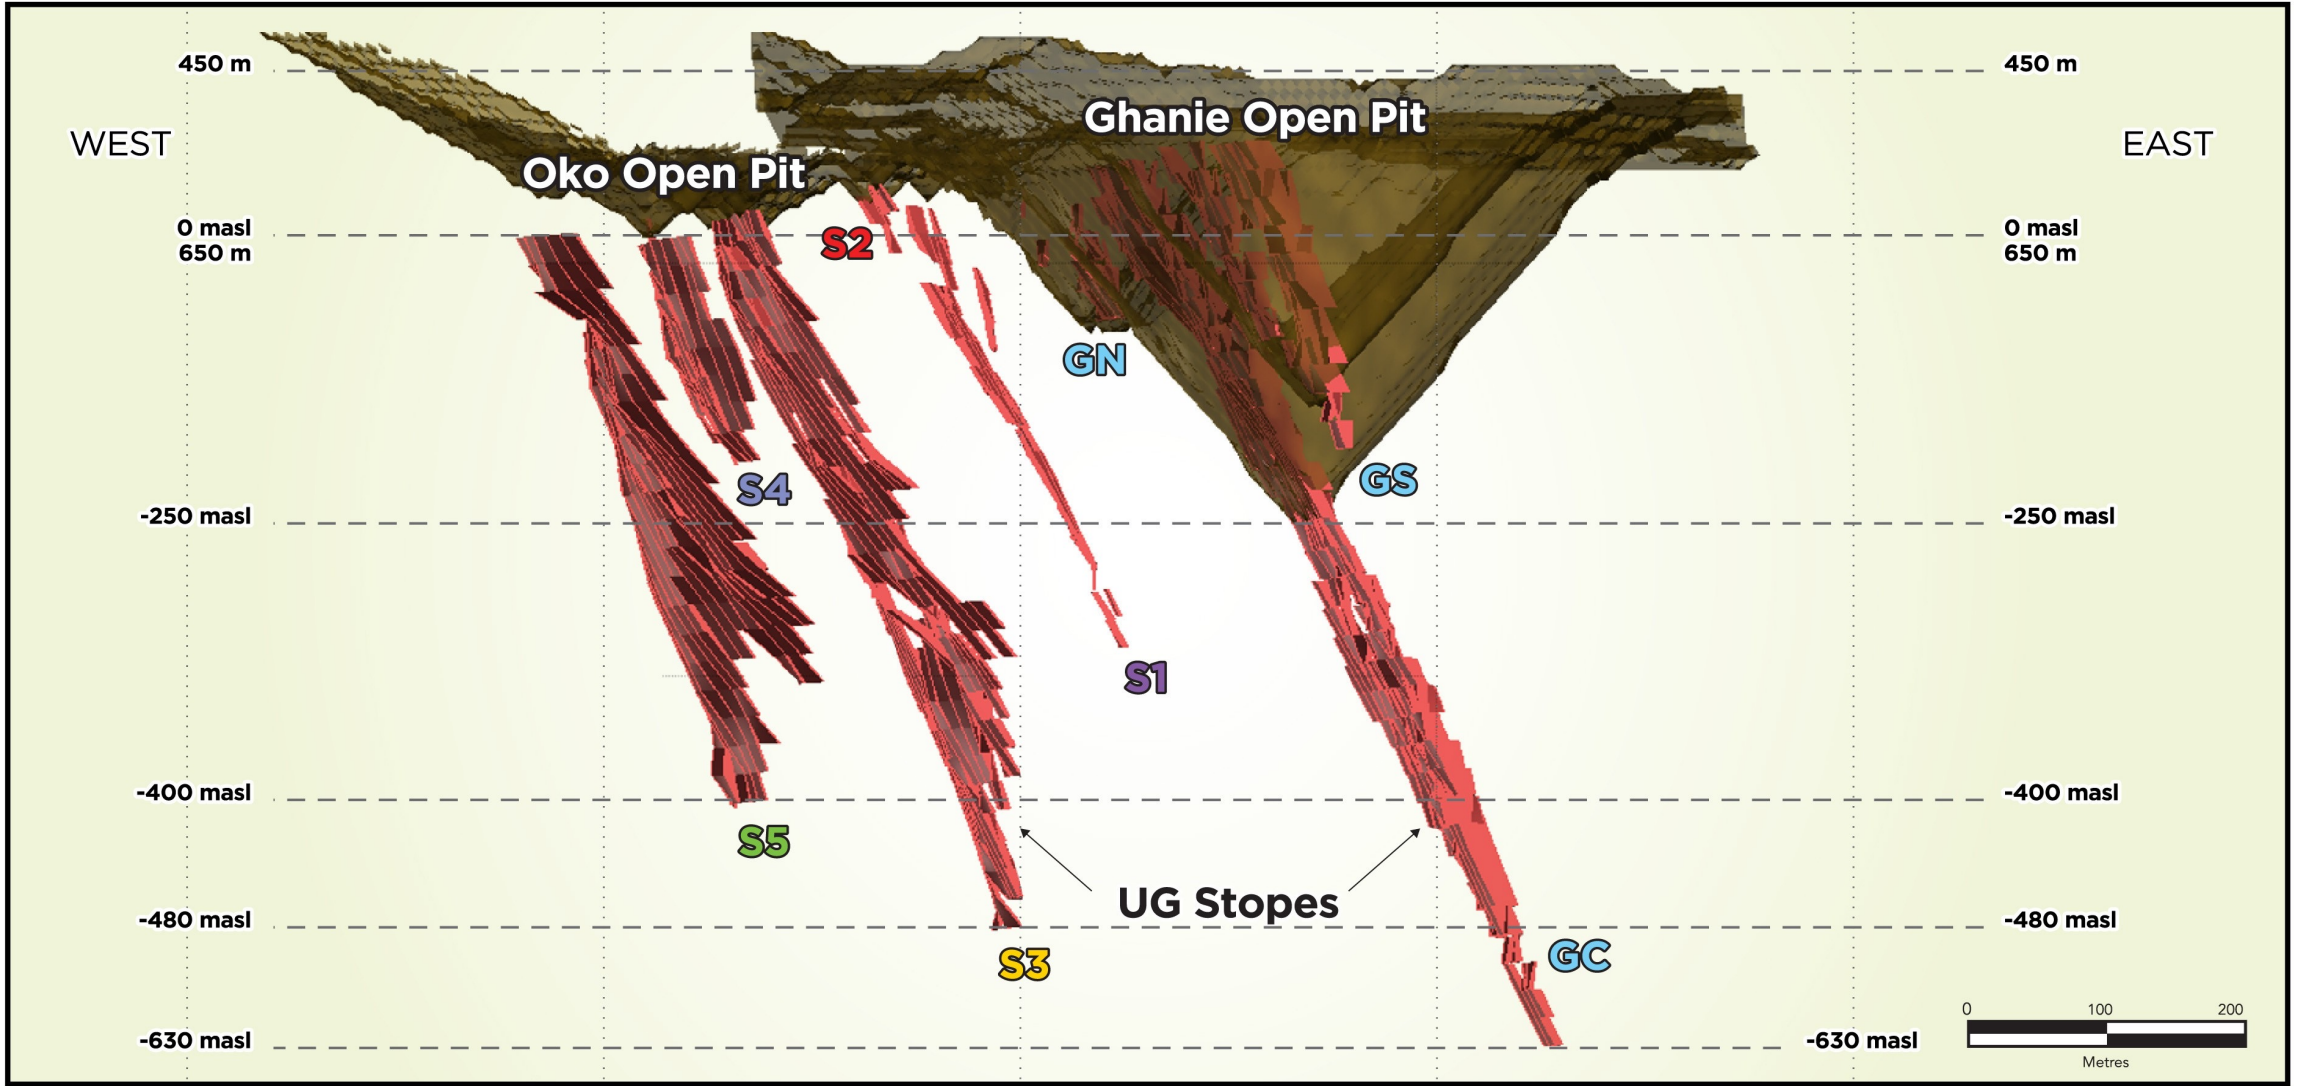 450 m
450 m
WEST
Ghanie Open Pit
EAST
Oko Open Pit
0 masl
650 m
S2
0 masl
650 m
GN
S4
GS
-250 masl
-250 masl
S1
-400 masl
-400 masl
S5
UG Stopes
-480 masl
-480 masl
S3
GC
-630 masl
-630 masl
0 100 200
Metres